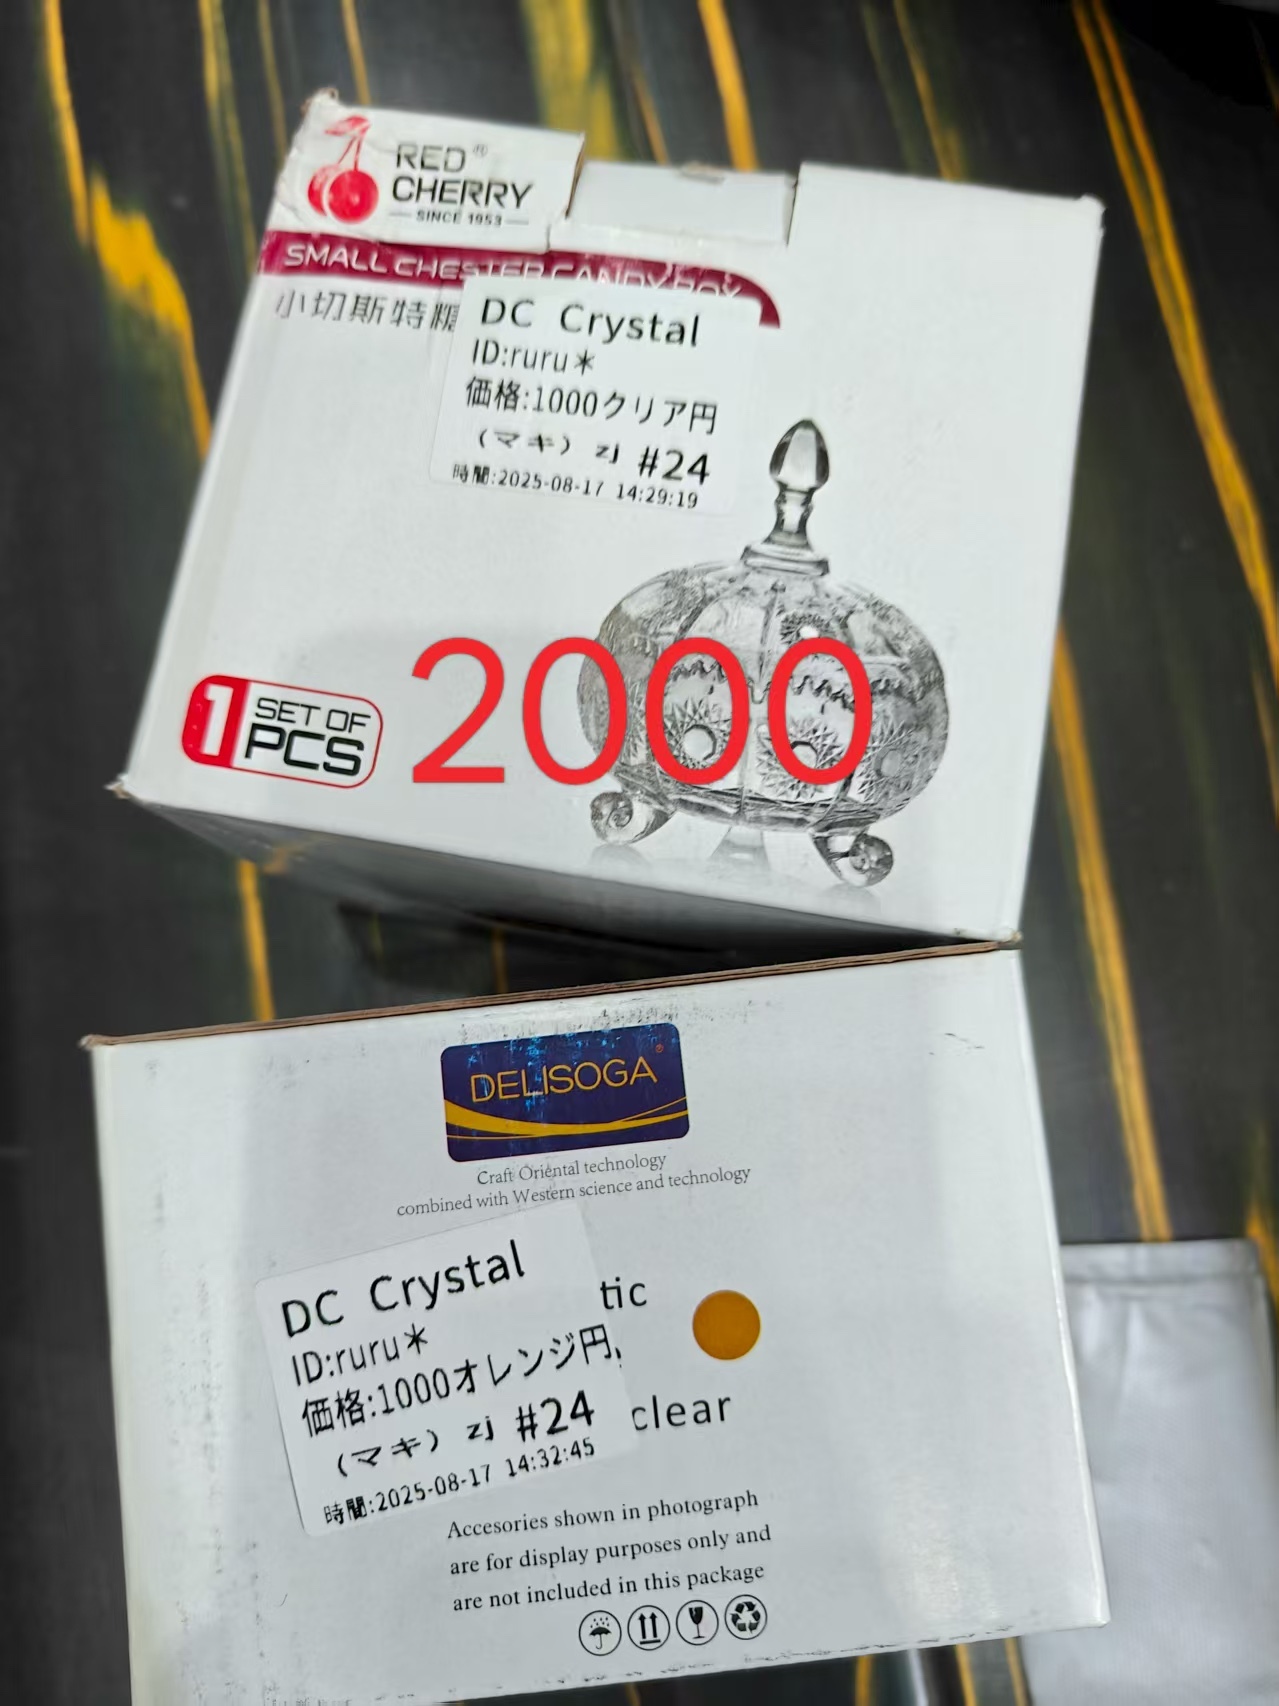 RED®
CHERRY
SINCE 1953
SMALL CHESTER CANDY BOX
小切斯特糖
DC Crystal
ID:ruru*
価格:1000クリア円
(マキ) zj #24
時間:2025-08-17 14:29:19
2000
1 SET OF
PCS
DELISOGA®
Craft Oriental technology
combined with Western science and technology
DC Crystal
ID:ruru*
価格:1000オレンジ円,
(マキ) zj #24
時間:2025-08-17 14:32:45
tic
clear
Accesories shown in photograph
are for display purposes only and
are not included in this package